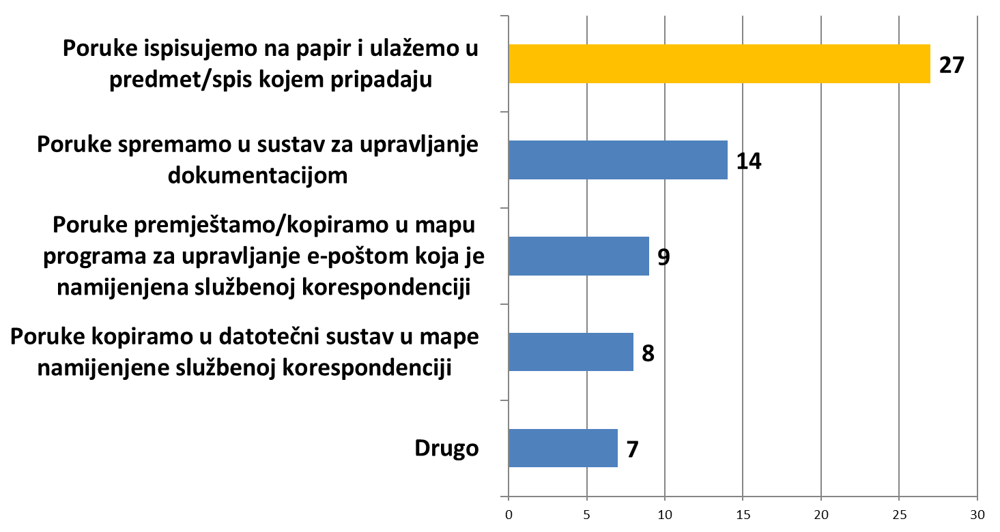 Poruke ispisujemo na papir i ulažemo u
predmet/spis kojem pripadaju
27
Poruke spremamo u sustav za upravljanje
dokumentacijom
14
Poruke premještamo/kopiramo u mapu
programa za upravljanje e-poštom koja je
namijenjena službenoj korespondenciji
9
Poruke kopiramo u datotečni sustav u mape
namijenjene službenoj korespondenciji
8
Drugo
7
0 5 10 15 20 25 30